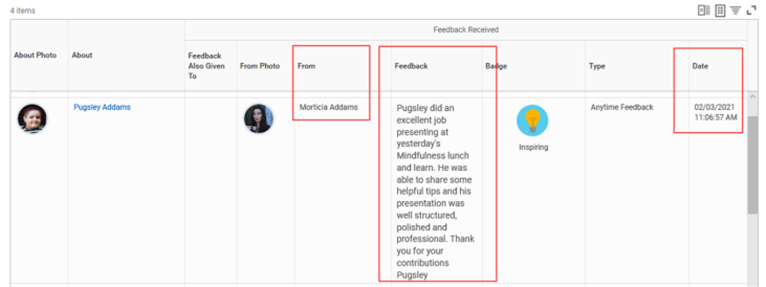 4 items
Feedback Received
About Photo
About
Feedback
Also Given
To
From Photo
From
Feedback
Badge
Type
Date
Pugsley Addams
Morticia Addams
Pugsley did an
excellent job
presenting at
yesterday's
Mindfulness lunch
and learn. He was
able to share some
helpful tips and his
presentation was
well structured,
polished and
professional. Thank
you for your
contributions
Pugsley
Inspiring
Anytime Feedback
02/03/2021
11:06:57 AM